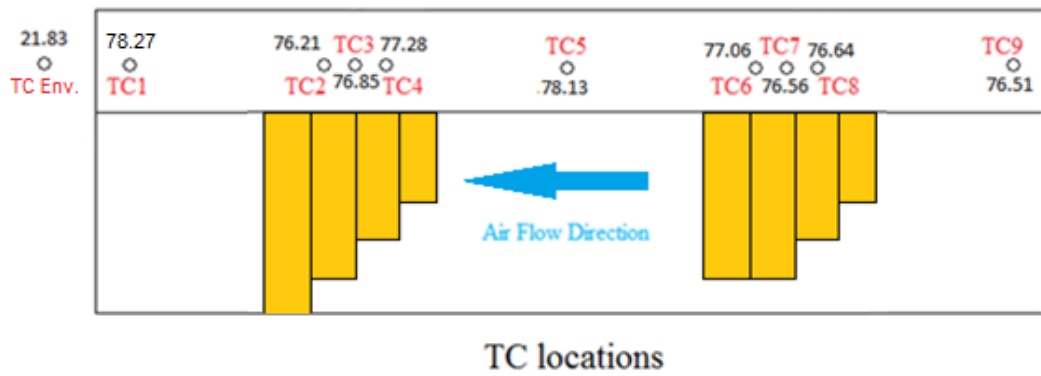 21.83
TC Env.
78.27
TC1
76.21 TC3 77.28
TC2 76.85 TC4
TC5
.78.13
77.06 TC7 76.64
TC6 76.56 TC8
TC9
76.51
Air Flow Direction
TC locations